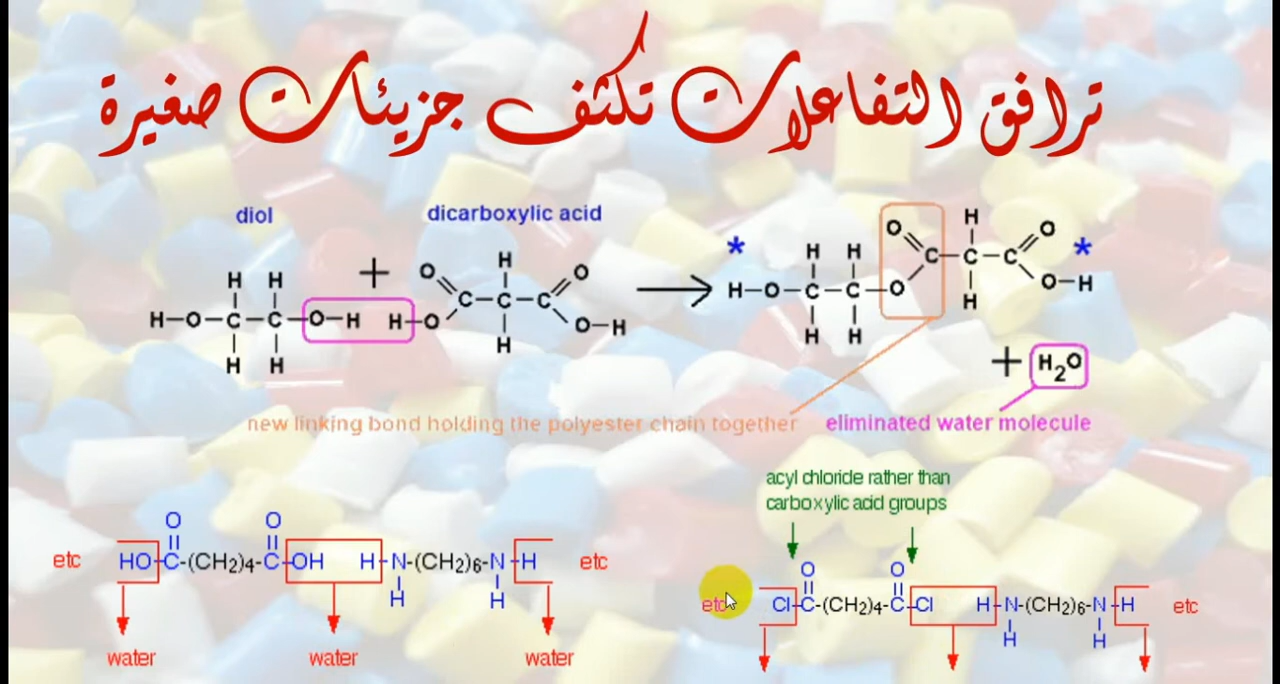 ترافق التفاعلات تكثف جزيئات صغيرة
diol
dicarboxylic acid
H H
H-O-C-C-O-H
H H
+
O H O
H-O C-C-C O-H
H
* H H O H O *
H-O-C-C-O C-C-C O-H
H H H
+ H₂O
new linking bond holding the polyester chain together
eliminated water molecule
acyl chloride rather than
carboxylic acid groups
O O
etc HO-C-(CH2)4-C-OH H-N-(CH2)6-N-H etc
H H
water water water
O O
etc Cl-C-(CH2)4-C-Cl H-N-(CH2)6-N-H etc
H H